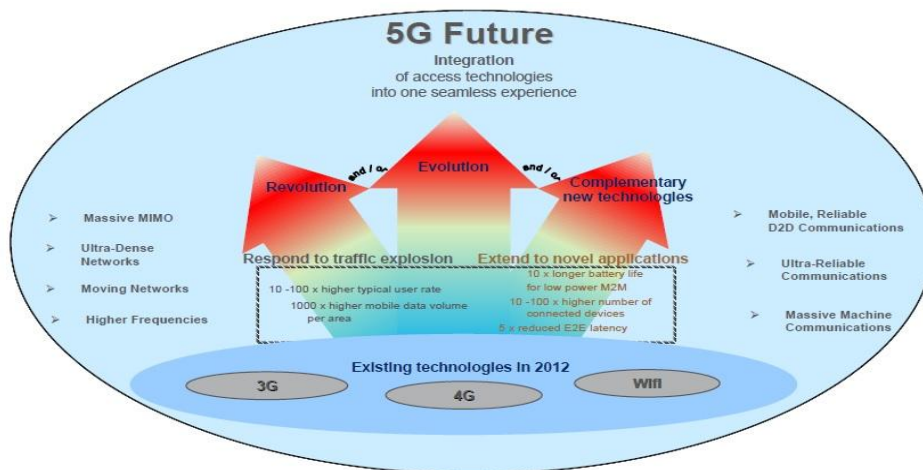 5G Future
Integration
of access technologies
into one seamless experience
and / or
Evolution
and / or
Revolution
Complementary
new technologies
➢ Massive MIMO
➢ Ultra-Dense
Networks
➢ Moving Networks
➢ Higher Frequencies
Respond to traffic explosion
10 -100 x higher typical user rate
1000 x higher mobile data volume
per area
Extend to novel applications
10 x longer battery life
for low power M2M
10 -100 x higher number of
connected devices
5 x reduced E2E latency
➢ Mobile, Reliable
D2D Communications
➢ Ultra-Reliable
Communications
➢ Massive Machine
Communications
Existing technologies in 2012
3G
4G
Wifi